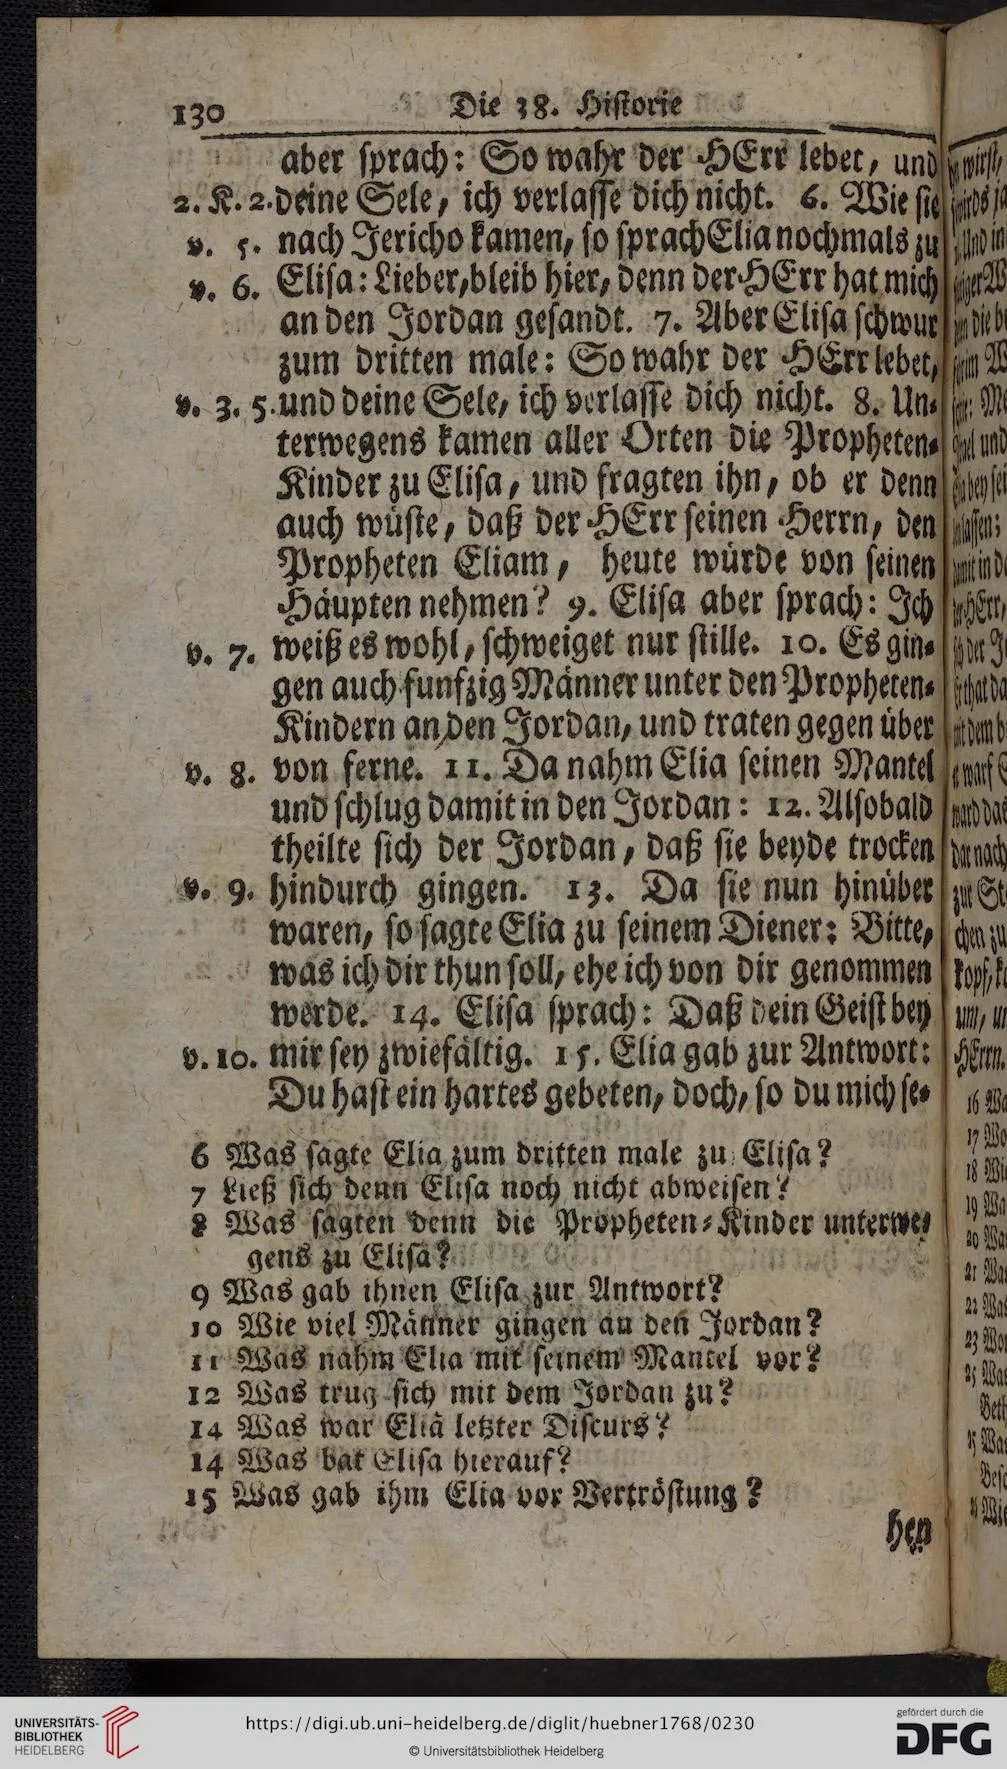 130 Die 38. Historie
aber sprach: So wahr der HErr lebet, und
2. K. 2. deine Sele, ich verlasse dich nicht. 6. Wie sie
v. 5. nach Jericho kamen, so sprach Elia nochmals zu
v. 6. Elisa: Lieber, bleib hier, denn der HErr hat mich
an den Jordan gesandt. 7. Aber Elisa schwur
zum dritten male: So wahr der HErr lebet,
v. 3. 5. und deine Sele, ich verlasse dich nicht. 8. Un-
terwegens kamen aller Orten die Propheten-
Kinder zu Elisa, und fragten ihn, ob er denn
auch wüste, daß der HErr seinen Herrn, den
Propheten Eliam, heute würde von seinen
Häupten nehmen? 9. Elisa aber sprach: Ich
v. 7. weiß es wohl, schweiget nur stille. 10. Es gin-
gen auch funfzig Männer unter den Propheten-
Kindern an den Jordan, und traten gegen über
v. 8. von ferne. 11. Da nahm Elia seinen Mantel
und schlug damit in den Jordan: 12. Alsobald
theilte sich der Jordan, daß sie beyde trocken
v. 9. hindurch gingen. 13. Da sie nun hinüber
waren, so sagte Elia zu seinem Diener: Bitte,
was ich dir thun soll, ehe ich von dir genommen
werde. 14. Elisa sprach: Daß dein Geist bey
v. 10. mir sey zwiefältig. 15. Elia gab zur Antwort:
Du hast ein hartes gebeten, doch, so du mich se-
6 Was sagte Elia zum dritten male zu Elisa?
7 Ließ sich denn Elisa noch nicht abweisen?
8 Was sagten denn die Propheten-Kinder unterwe-
gens zu Elisa?
9 Was gab ihnen Elisa zur Antwort?
10 Wie viel Männer gingen an den Jordan?
11 Was nahm Elia mit seinem Mantel vor?
12 Was trug sich mit dem Jordan zu?
14 Was war Eliä letzter Discurs?
14 Was bat Elisa hierauf?
15 Was gab ihm Elia vor Vertröstung?
hen
UNIVERSITÄTS-
BIBLIOTHEK
HEIDELBERG
https://digi.ub.uni-heidelberg.de/diglit/huebner1768/0230
© Universitätsbibliothek Heidelberg
gefördert durch die
DFG